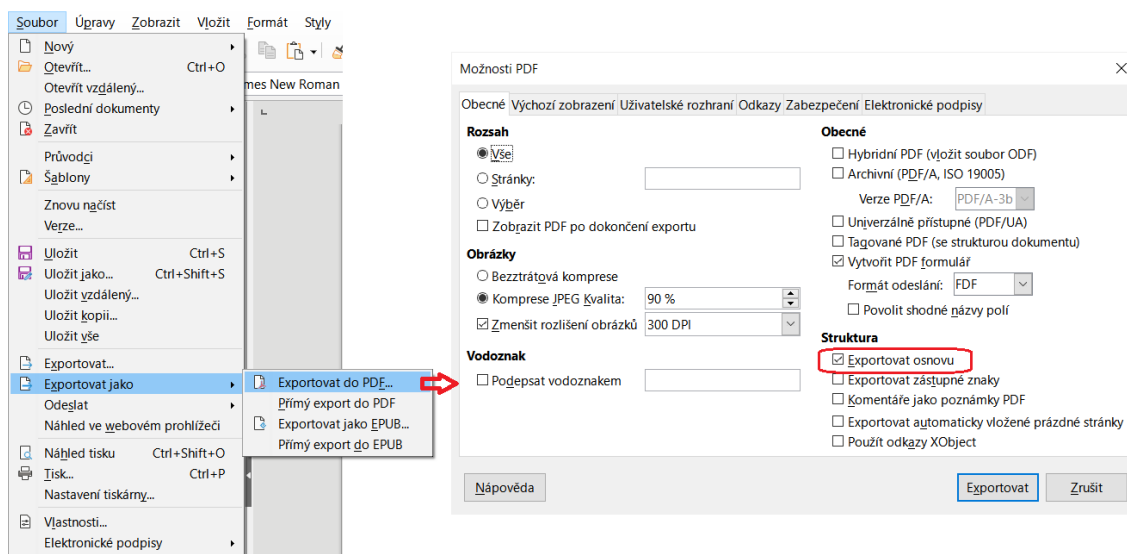 Soubor Úpravy Zobrazit Vložit Formát Styly
Nový
Otevřít... Ctrl+O
Otevřít vzdálený...
Poslední dokumenty
Zavřít
Průvodci
Šablony
Znovu načíst
Verze...
Uložit Ctrl+S
Uložit jako... Ctrl+Shift+S
Uložit vzdálený...
Uložit kopii...
Uložit vše
Exportovat...
Exportovat jako
Odeslat
Náhled ve webovém prohlížeči
Náhled tisku Ctrl+Shift+O
Tisk... Ctrl+P
Nastavení tiskárny...
Vlastnosti...
Elektronické podpisy
mes New Roman
Exportovat do PDF...
Přímý export do PDF
Exportovat jako EPUB...
Přímý export do EPUB
Možnosti PDF
Obecné Výchozí zobrazení Uživatelské rozhraní Odkazy Zabezpečení Elektronické podpisy
Rozsah
Vše
Stránky:
Výběr
Zobrazit PDF po dokončení exportu
Obrázky
Bezztrátová komprese
Komprese JPEG Kvalita: 90 %
Zmenšit rozlišení obrázků 300 DPI
Vodoznak
Podepsat vodoznakem
Obecné
Hybridní PDF (vložit soubor ODF)
Archivní (PDF/A, ISO 19005)
Verze PDF/A: PDF/A-3b
Univerzálně přístupné (PDF/UA)
Tagované PDF (se strukturou dokumentu)
Vytvořit PDF formulář
Formát odeslání: FDF
Povolit shodné názvy polí
Struktura
Exportovat osnovu
Exportovat zástupné znaky
Komentáře jako poznámky PDF
Exportovat automaticky vložené prázdné stránky
Použít odkazy XObject
Nápověda Exportovat Zrušit